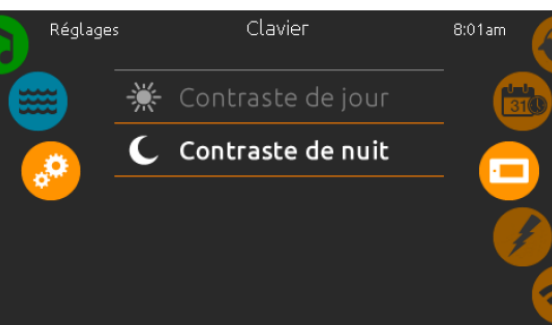 Réglages Clavier 8:01am
Contraste de jour
31
Contraste de nuit